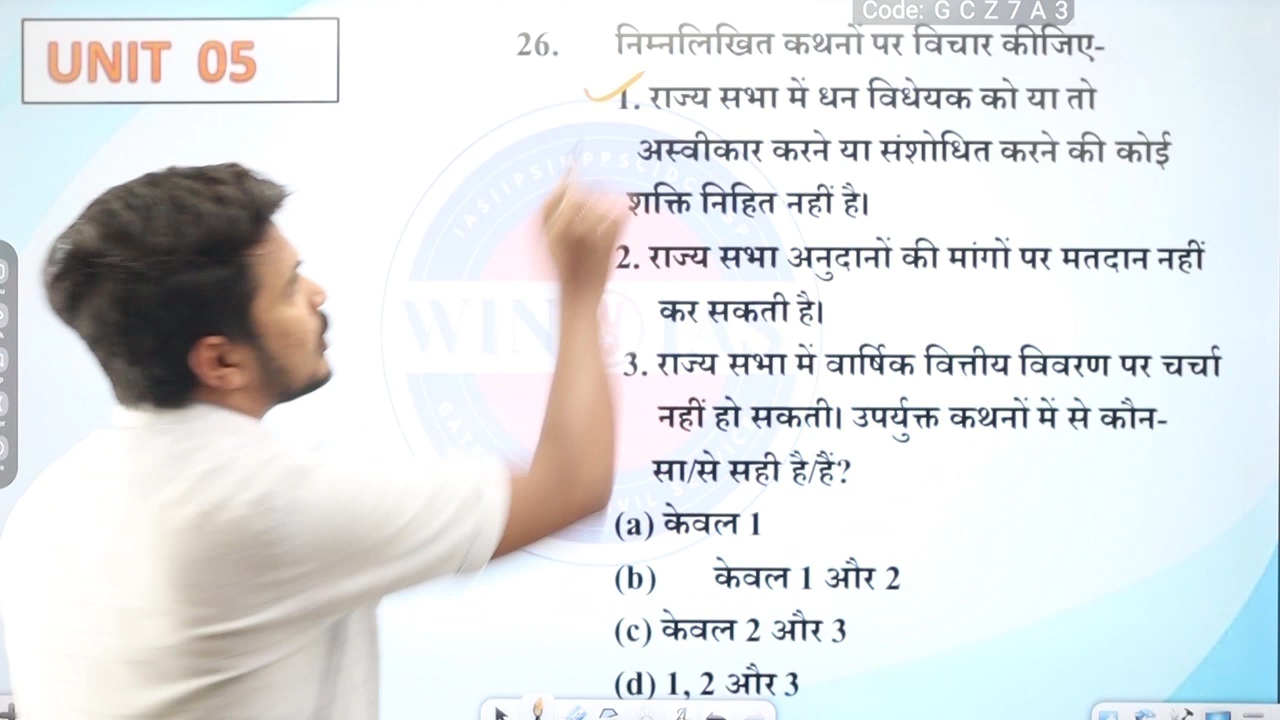 Code: G C Z 7 A 3
UNIT 05
26. निम्नलिखित कथनों पर विचार कीजिए-
1. राज्य सभा में धन विधेयक को या तो
अस्वीकार करने या संशोधित करने की कोई
शक्ति निहित नहीं है।
2. राज्य सभा अनुदानों की मांगों पर मतदान नहीं
कर सकती है।
3. राज्य सभा में वार्षिक वित्तीय विवरण पर चर्चा
नहीं हो सकती। उपर्युक्त कथनों में से कौन-
सा/से सही है/हैं?
(a) केवल 1
(b) केवल 1 और 2
(c) केवल 2 और 3
(d) 1, 2 और 3